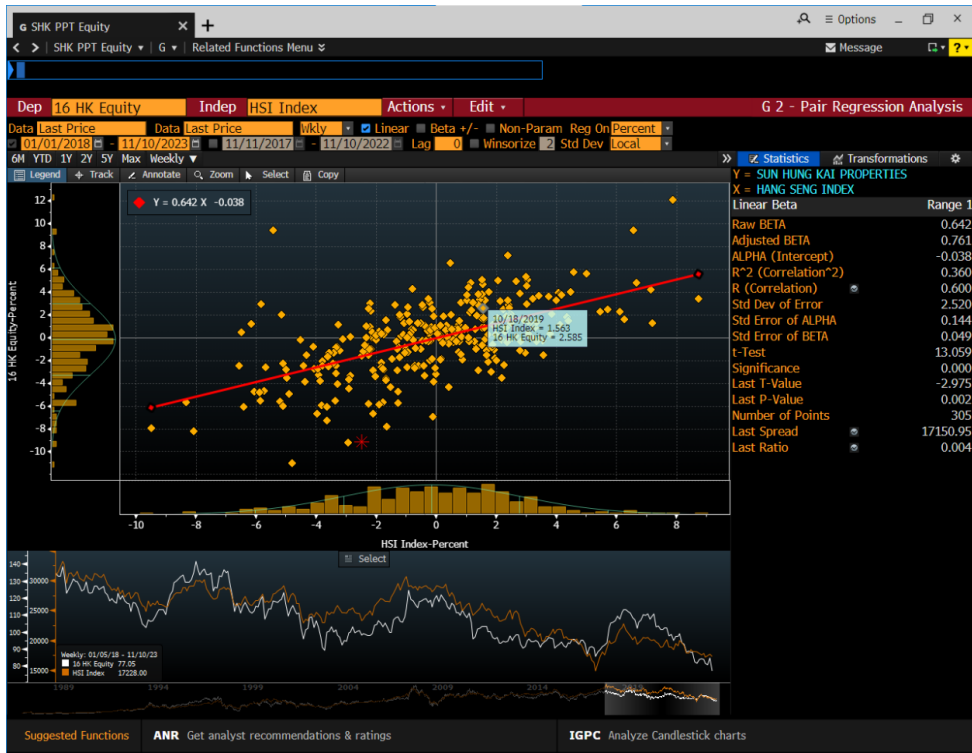 G SHK PPT Equity × + Options
SHK PPT Equity G Related Functions Menu Message ?
Dep 16 HK Equity Indep HSI Index Actions Edit G 2 - Pair Regression Analysis
Data Last Price Data Last Price Wkly Linear Beta +/- Non-Param Reg On Percent
01/01/2018 - 11/10/2023 11/11/2017 - 11/10/2022 Lag 0 Winsorize 2 Std Dev Local
6M YTD 1Y 2Y 5Y Max Weekly ▼ » Statistics Transformations
Legend Track Annotate Zoom Select Copy
Y = SUN HUNG KAI PROPERTIES
X = HANG SENG INDEX
Linear Beta Range 1
Raw BETA 0.642
Adjusted BETA 0.761
ALPHA (Intercept) -0.038
R^2 (Correlation^2) 0.360
R (Correlation) 0.600
Std Dev of Error 2.520
Std Error of ALPHA 0.144
Std Error of BETA 0.049
t-Test 13.059
Significance 0.000
Last T-Value -2.975
Last P-Value 0.002
Number of Points 305
Last Spread 17150.95
Last Ratio 0.004
Y = 0.642 X -0.038
12
10
8
6
4
2
0
-2
-4
-6
-8
-10
16 HK Equity-Percent
10/18/2019
HSI Index = 1.563
16 HK Equity = 2.585
-10 -8 -6 -4 -2 0 2 4 6 8
HSI Index-Percent
Select
140
130
120
110
100
90
80
30000
25000
20000
15000
Weekly: 01/05/18 - 11/10/23
16 HK Equity 77.05
HSI Index 17228.00
1989 1994 1999 2004 2009 2014 2019
Suggested Functions ANR Get analyst recommendations & ratings IGPC Analyze Candlestick charts